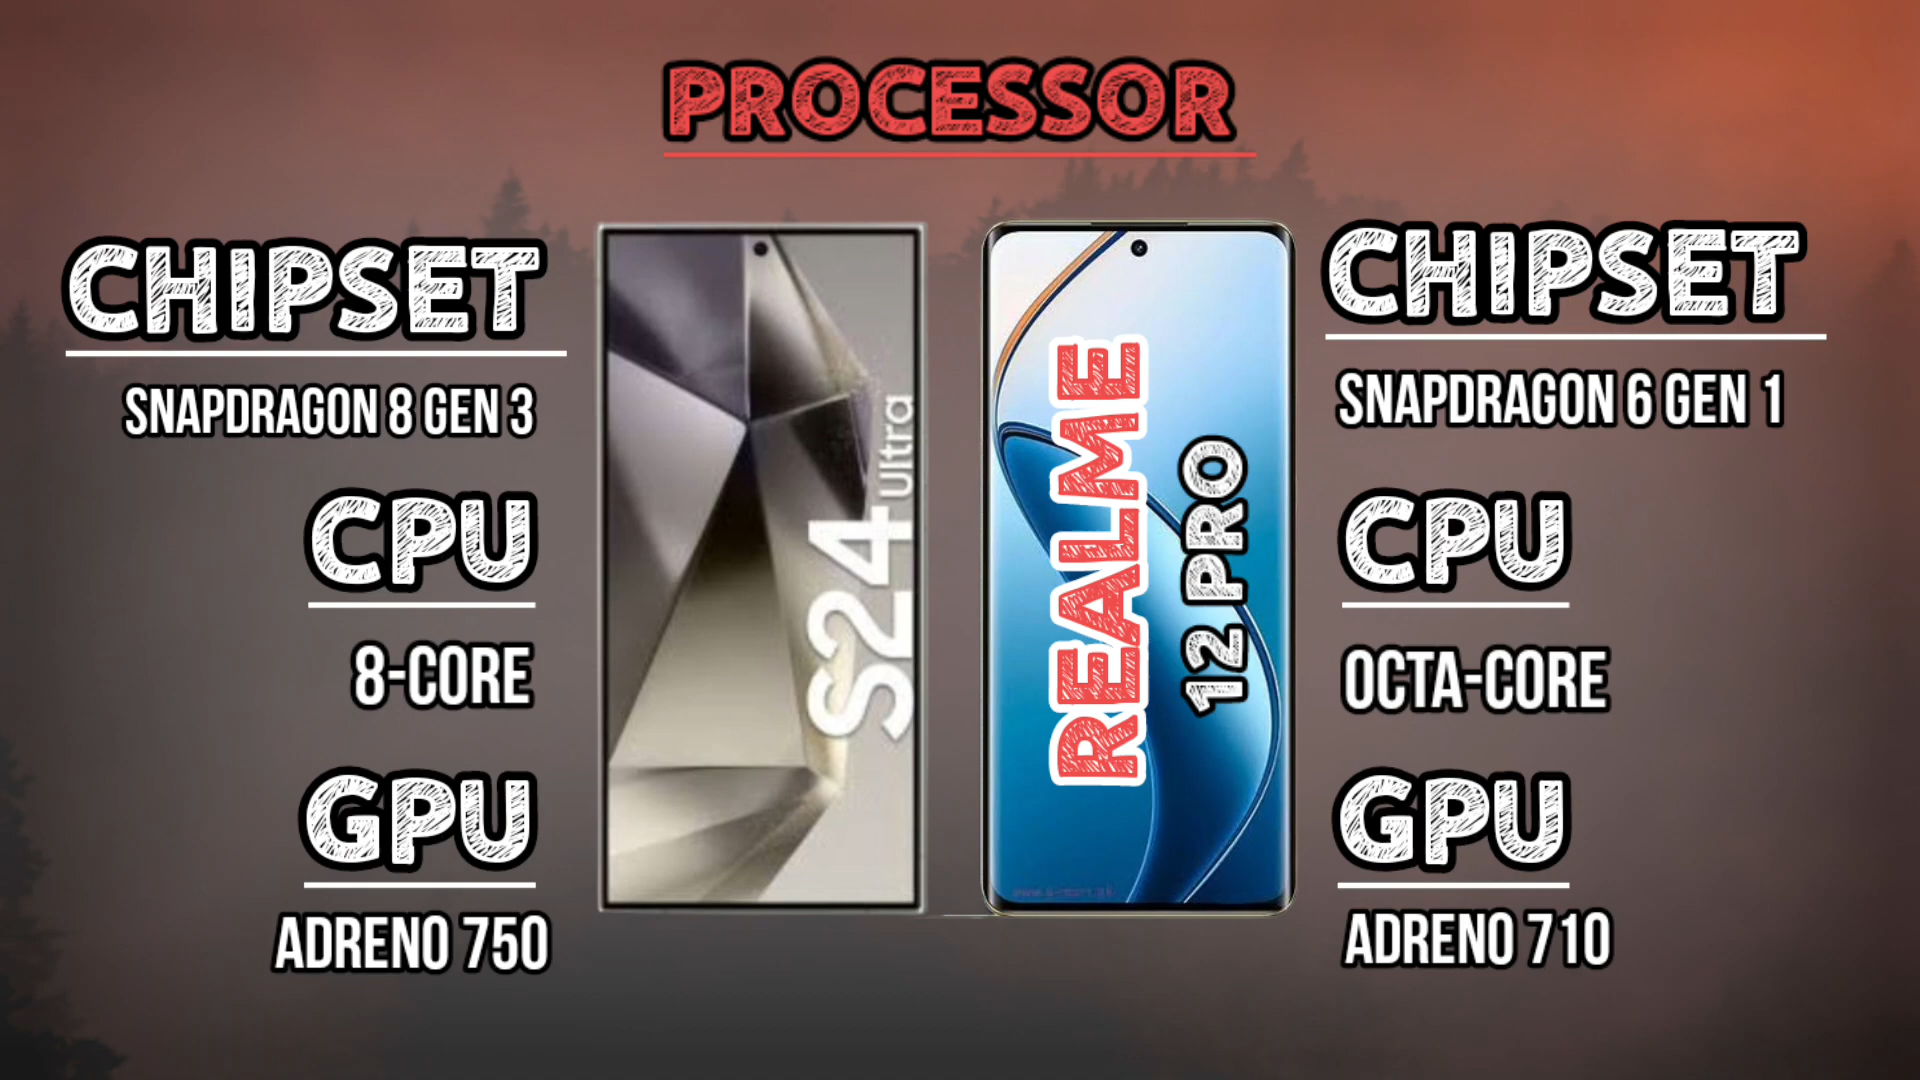 PROCESSOR
CHIPSET
SNAPDRAGON 8 GEN 3
CPU
8-CORE
GPU
ADRENO 750
S24 Ultra
REALME
12 PRO
CHIPSET
SNAPDRAGON 6 GEN 1
CPU
OCTA-CORE
GPU
ADRENO 710